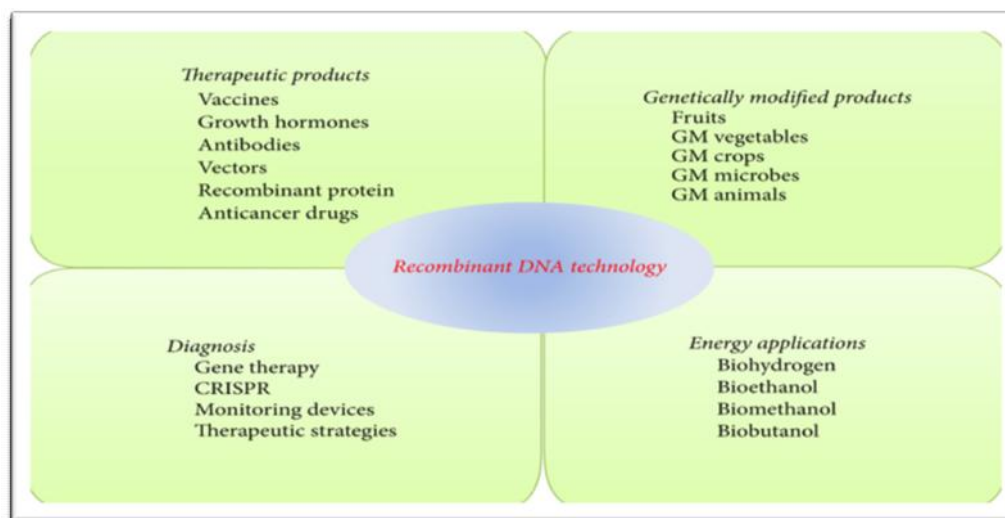 Therapeutic products
Vaccines
Growth hormones
Antibodies
Vectors
Recombinant protein
Anticancer drugs
Genetically modified products
Fruits
GM vegetables
GM crops
GM microbes
GM animals
Recombinant DNA technology
Diagnosis
Gene therapy
CRISPR
Monitoring devices
Therapeutic strategies
Energy applications
Biohydrogen
Bioethanol
Biomethanol
Biobutanol